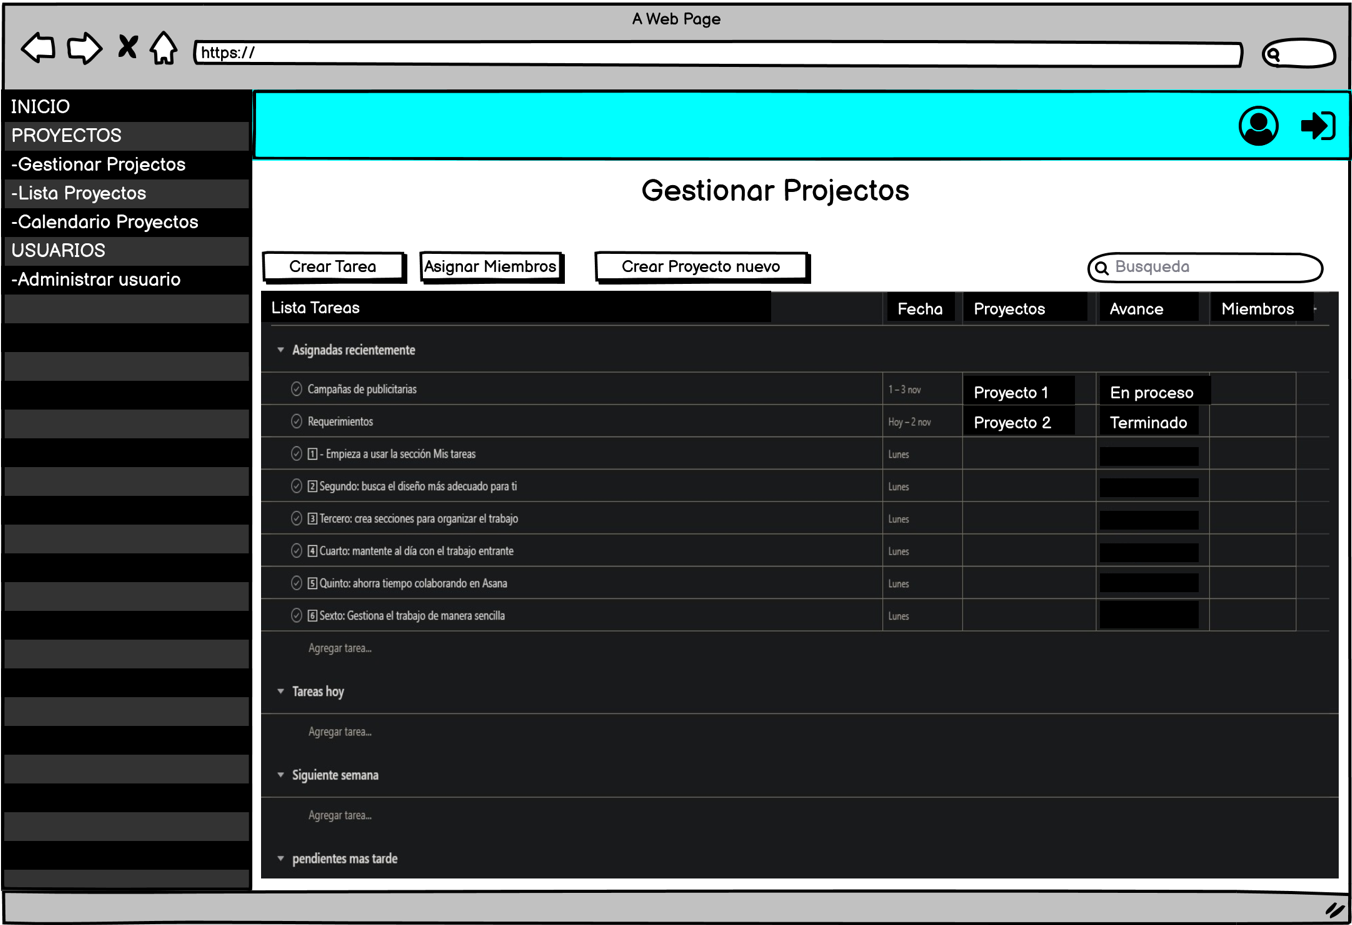 A Web Page
https://
INICIO
PROYECTOS
-Gestionar Projectos
-Lista Proyectos
-Calendario Proyectos
USUARIOS
-Administrar usuario
Gestionar Projectos
Crear Tarea
Asignar Miembros
Crear Proyecto nuevo
Busqueda
Lista Tareas Fecha Proyectos Avance Miembros
Asignadas recientemente
Campañas de publicitarias 1 – 3 nov Proyecto 1 En proceso
Requerimientos Hoy – 2 nov Proyecto 2 Terminado
1 - Empieza a usar la sección Mis tareas Lunes
2 Segundo: busca el diseño más adecuado para ti Lunes
3 Tercero: crea secciones para organizar el trabajo Lunes
4 Cuarto: mantente al día con el trabajo entrante Lunes
5 Quinto: ahorra tiempo colaborando en Asana Lunes
6 Sexto: Gestiona el trabajo de manera sencilla Lunes
Agregar tarea...
Tareas hoy
Agregar tarea...
Siguiente semana
Agregar tarea...
pendientes mas tarde